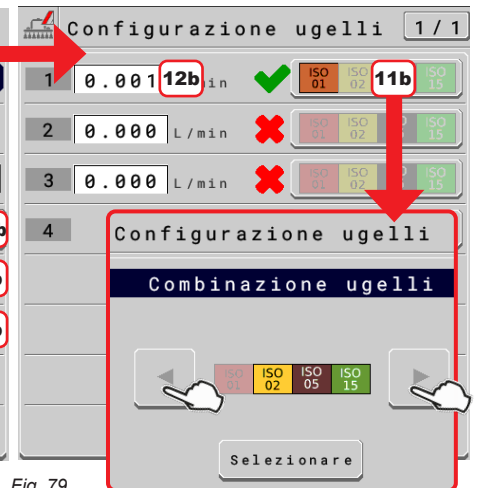 Configurazione ugelli 1/1
1 0.001 12b in ISO 01 ISO 02 11b ISO 15
2 0.000 L/min ISO 01 ISO 02 ISO 15
3 0.000 L/min ISO 01 ISO 02 ISO 15
4
Configurazione ugelli
Combinazione ugelli
ISO 01 ISO 02 ISO 05 ISO 15
Selezionare
Fig. 79